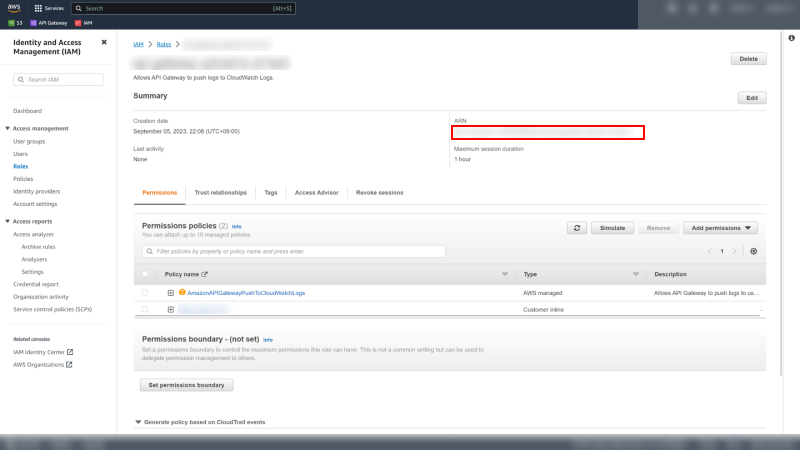 aws
Services
Search
[Alt+S]
S3
API Gateway
IAM
Identity and Access
Management (IAM)
Search IAM
Dashboard
Access management
User groups
Users
Roles
Policies
Identity providers
Account settings
Access reports
Access analyzer
Archive rules
Analyzers
Settings
Credential report
Organization activity
Service control policies (SCPs)
Related consoles
IAM Identity Center
AWS Organizations
IAM > Roles >
Delete
Allows API Gateway to push logs to CloudWatch Logs.
Summary
Edit
Creation date
September 05, 2023, 22:08 (UTC+09:00)
ARN
Last activity
None
Maximum session duration
1 hour
Permissions
Trust relationships
Tags
Access Advisor
Revoke sessions
Permissions policies (2) Info
You can attach up to 10 managed policies.
Simulate
Remove
Add permissions
Filter policies by property or policy name and press enter.
1
Policy name
Type
Description
AmazonAPIGatewayPushToCloudWatchLogs
AWS managed
Allows API Gateway to push logs to us...
Customer inline
-
Permissions boundary - (not set) Info
Set a permissions boundary to control the maximum permissions this role can have. This is not a common setting but can be used to
delegate permission management to others.
Set permissions boundary
Generate policy based on CloudTrail events